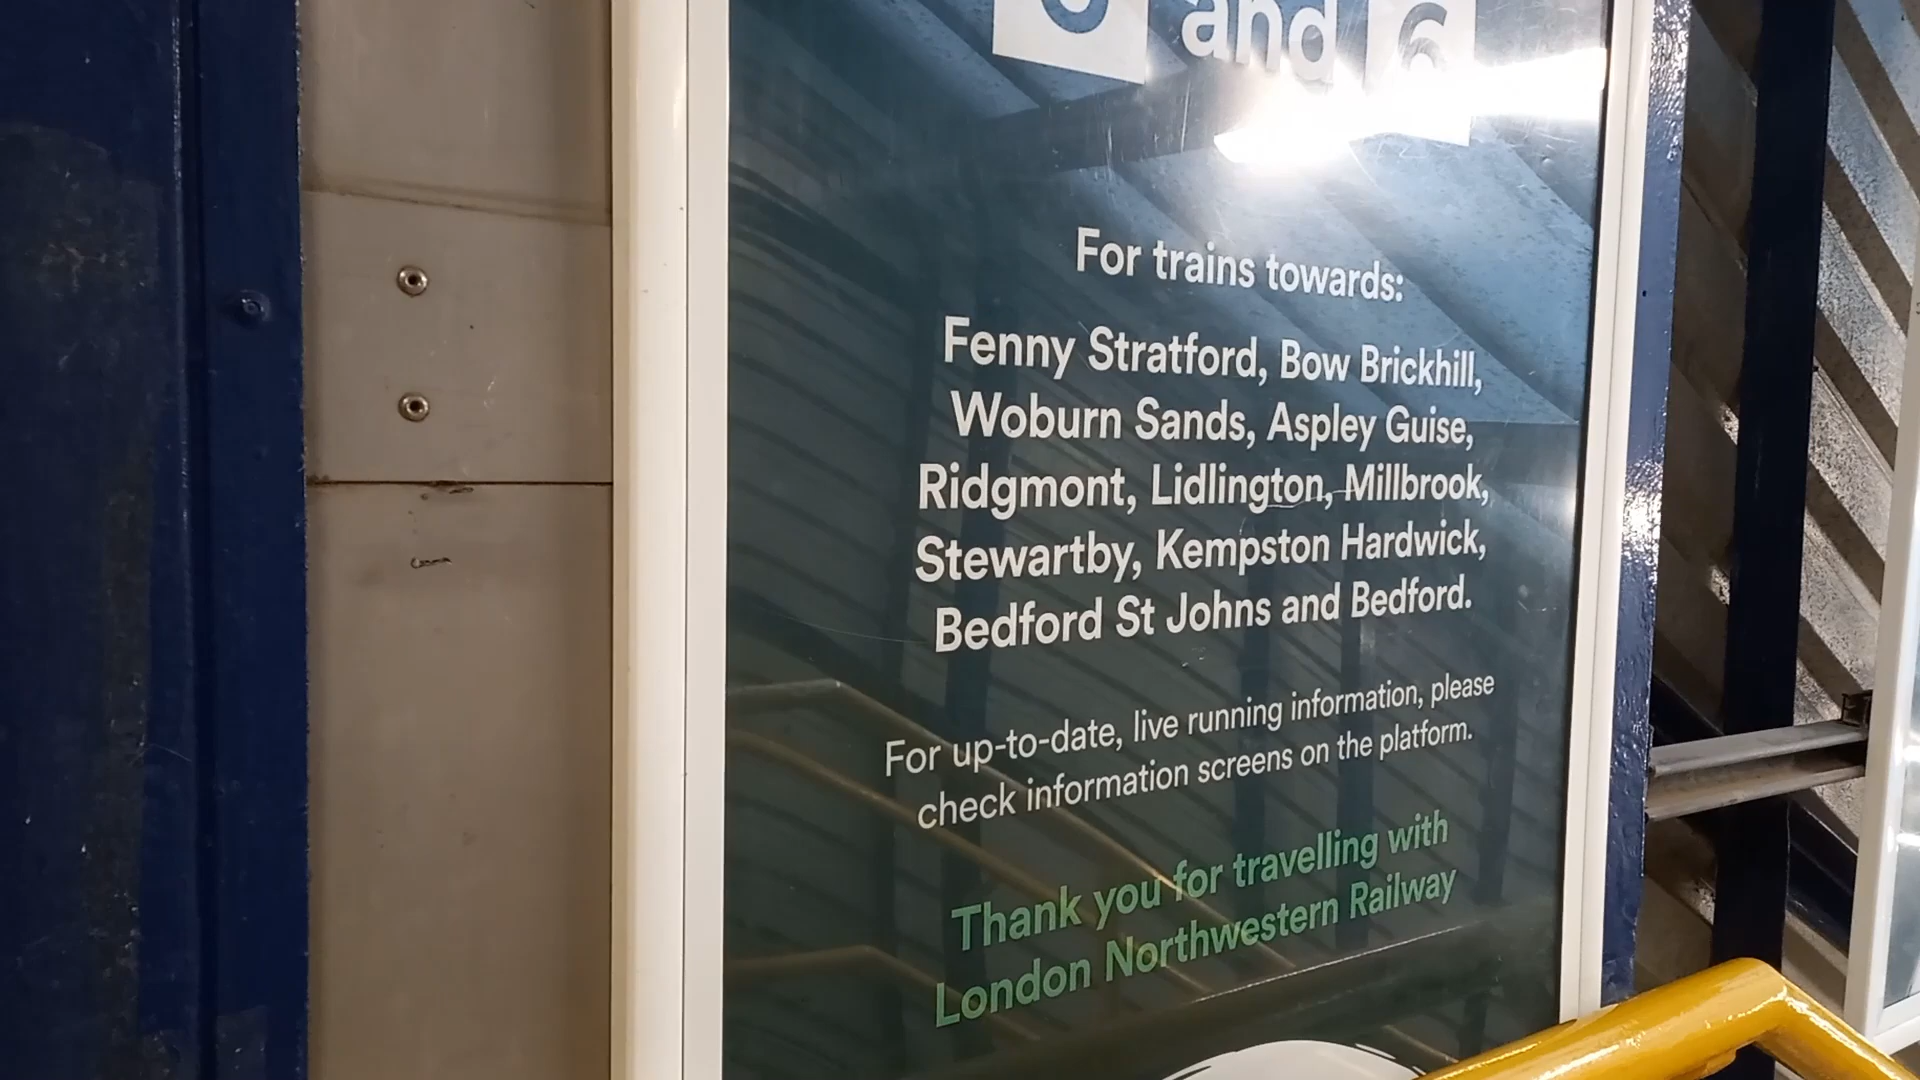 and 6
For trains towards:
Fenny Stratford, Bow Brickhill,
Woburn Sands, Aspley Guise,
Ridgmont, Lidlington, Millbrook,
Stewartby, Kempston Hardwick,
Bedford St Johns and Bedford.
For up-to-date, live running information, please
check information screens on the platform.
Thank you for travelling with
London Northwestern Railway